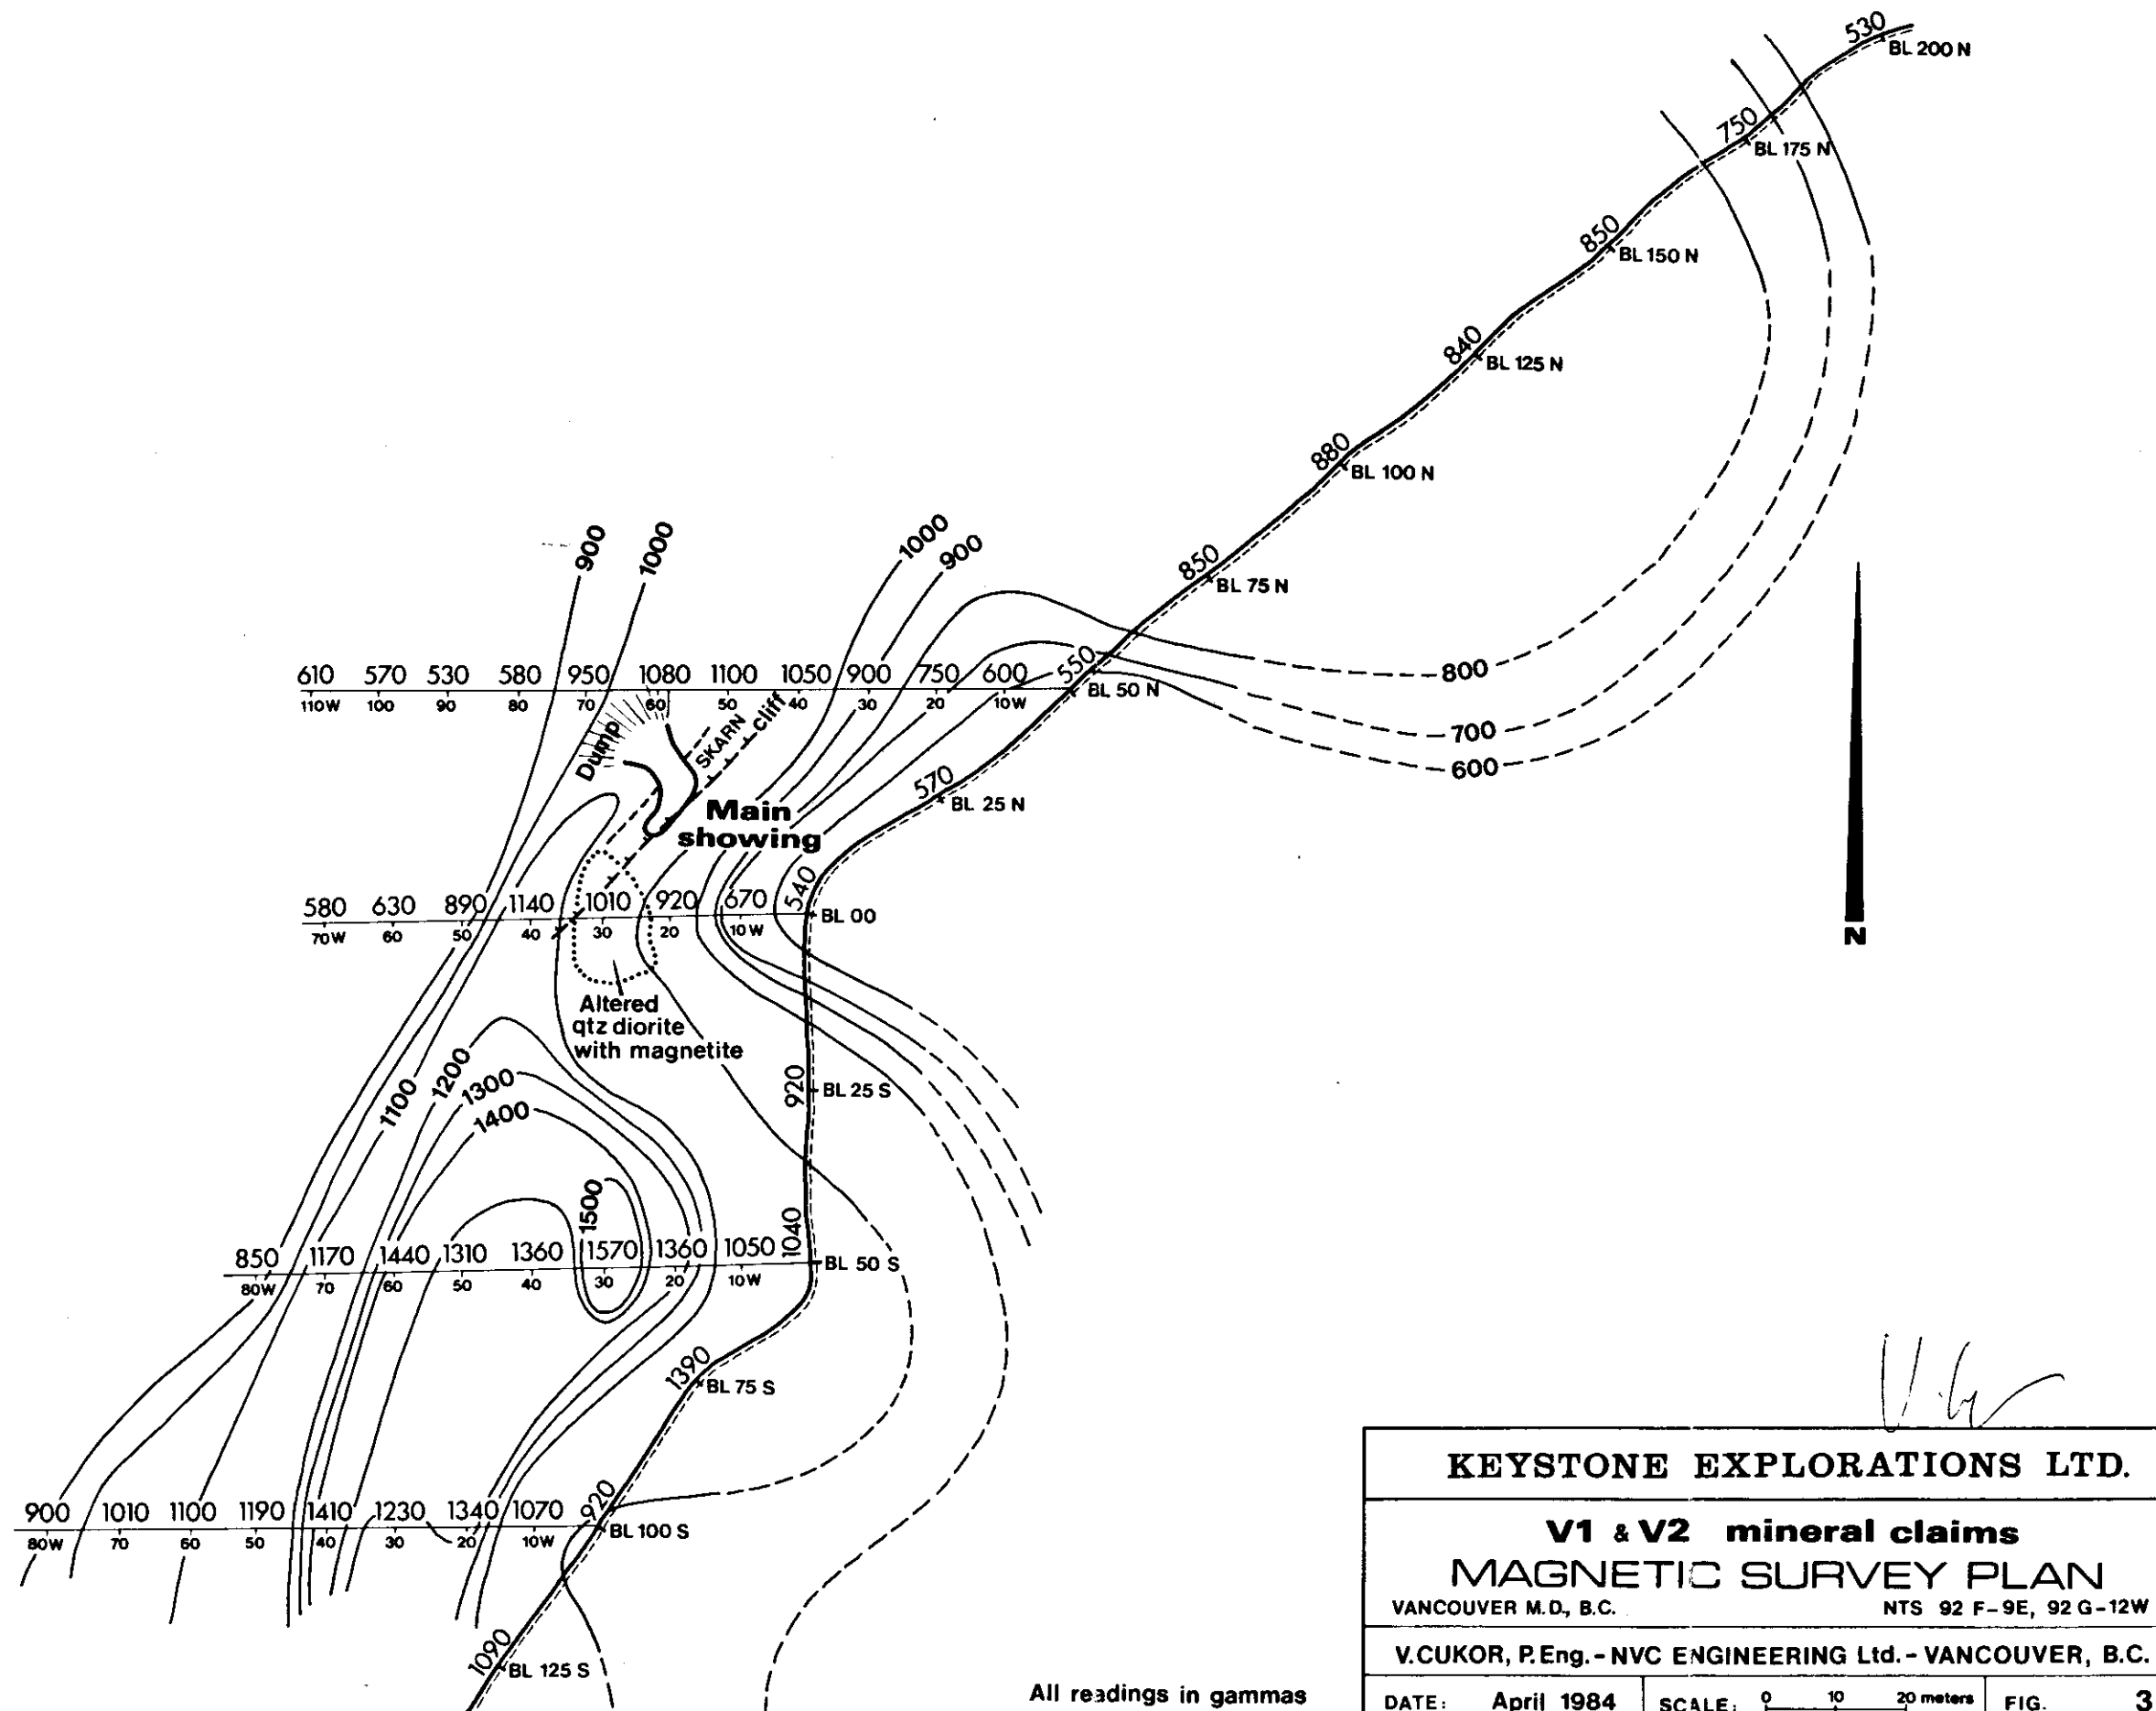 530
BL 200 N
750
BL 175 N
850
BL 150 N
840
BL 125 N
880
BL 100 N
850
BL 75 N
900
1000
1000
900
610 570 530 580 950 1080 1100 1050 900 750 600 550
110W 100 90 80 70 60 50 40 30 20 10W
BL 50 N
800
700
600
Dump
SKARN
cliff
570
BL 25 N
Main
showing
580 630 890 1140 1010 920 670 540
70W 60 50 40 30 20 10W
BL 00
N
Altered
qtz diorite
with magnetite
1100
1200
1300
1400
1500
920
BL 25 S
850 1170 1440 1310 1360 1570 1360 1050 1040
80W 70 60 50 40 30 20 10W
BL 50 S
1390
BL 75 S
900 1010 1100 1190 1410 1230 1340 1070 920
80W 70 60 50 40 30 20 10W
BL 100 S
1090
BL 125 S
All readings in gammas
KEYSTONE EXPLORATIONS LTD.
V1 & V2 mineral claims
MAGNETIC SURVEY PLAN
VANCOUVER M.D., B.C. NTS 92 F-9E, 92 G-12W
V.CUKOR, P.Eng.-NVC ENGINEERING Ltd.-VANCOUVER, B.C.
DATE: April 1984 SCALE: 0 10 20 meters FIG. 3